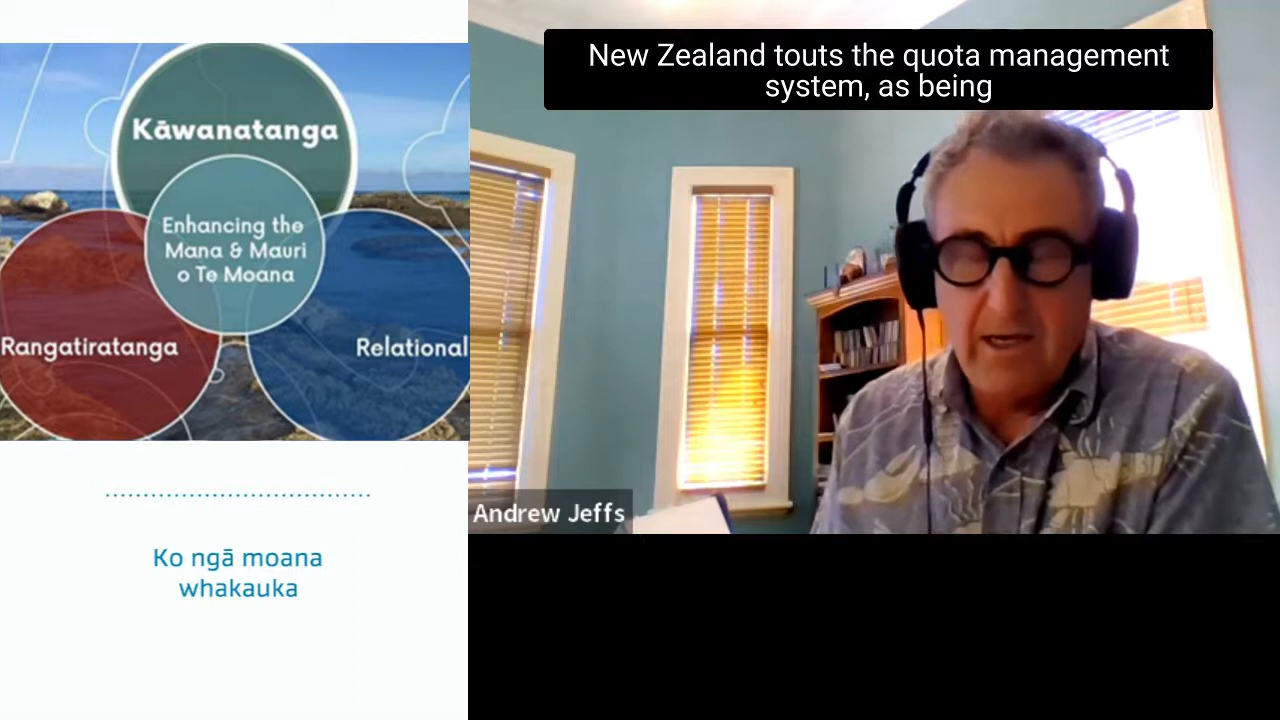 New Zealand touts the quota management
system, as being
Kāwanatanga
Enhancing the
Mana & Mauri
o Te Moana
Rangatiratanga
Relational
Ko ngā moana
whakauka
Andrew Jeffs